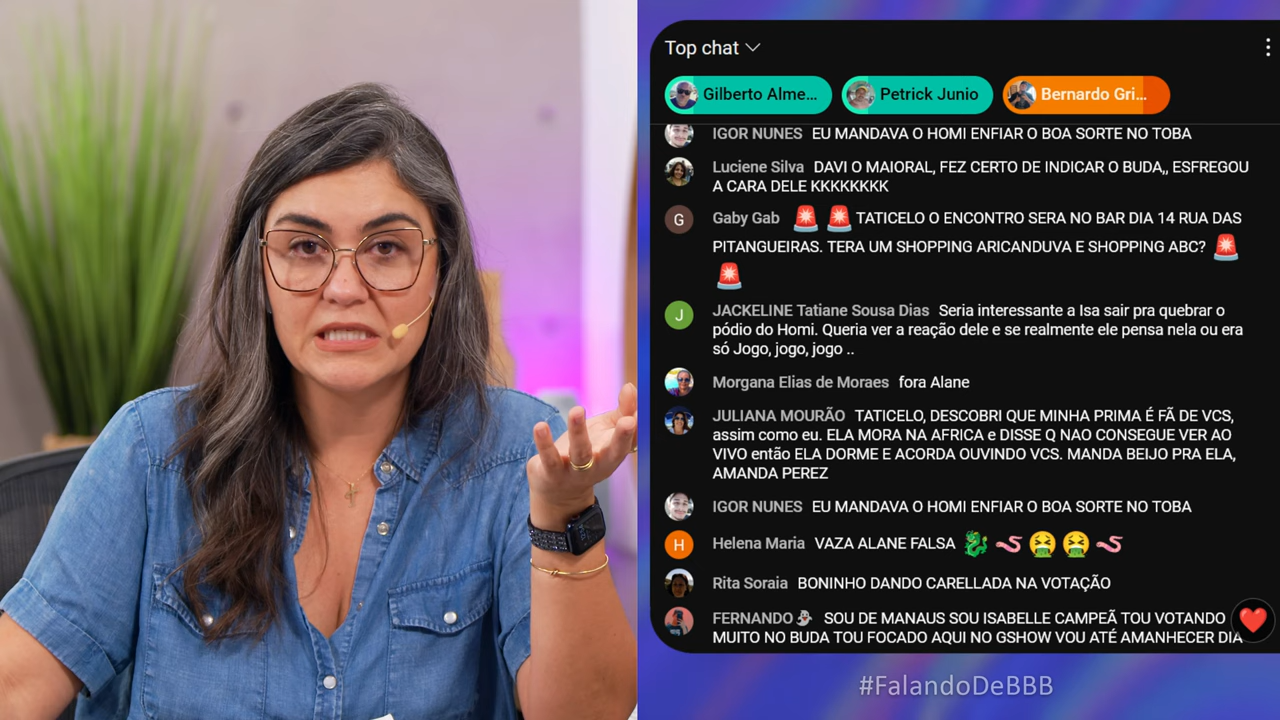 Top chat
Gilberto Alme...
Petrick Junio
Bernardo Gri...
IGOR NUNES EU MANDAVA O HOMI ENFIAR O BOA SORTE NO TOBA
Luciene Silva DAVI O MAIORAL, FEZ CERTO DE INDICAR O BUDA,, ESFREGOU
A CARA DELE KKKKKKKK
G
Gaby Gab 🚨 🚨 TATICELO O ENCONTRO SERA NO BAR DIA 14 RUA DAS
PITANGUEIRAS. TERA UM SHOPPING ARICANDUVA E SHOPPING ABC? 🚨
🚨
J
JACKELINE Tatiane Sousa Dias Seria interessante a Isa sair pra quebrar o
pódio do Homi. Queria ver a reação dele e se realmente ele pensa nela ou era
só Jogo, jogo, jogo ..
Morgana Elias de Moraes fora Alane
JULIANA MOURÃO TATICELO, DESCOBRI QUE MINHA PRIMA É FÃ DE VCS,
assim como eu. ELA MORA NA AFRICA e DISSE Q NAO CONSEGUE VER AO
VIVO então ELA DORME E ACORDA OUVINDO VCS. MANDA BEIJO PRA ELA,
AMANDA PEREZ
IGOR NUNES EU MANDAVA O HOMI ENFIAR O BOA SORTE NO TOBA
H
Helena Maria VAZA ALANE FALSA 🐉 🪱 🤮 🤮 🪱
Rita Soraia BONINHO DANDO CARELLADA NA VOTAÇÃO
FERNANDO👻 SOU DE MANAUS SOU ISABELLE CAMPEÃ TOU VOTANDO
MUITO NO BUDA TOU FOCADO AQUI NO GSHOW VOU ATÉ AMANHECER DIA
#FalandoDeBBB